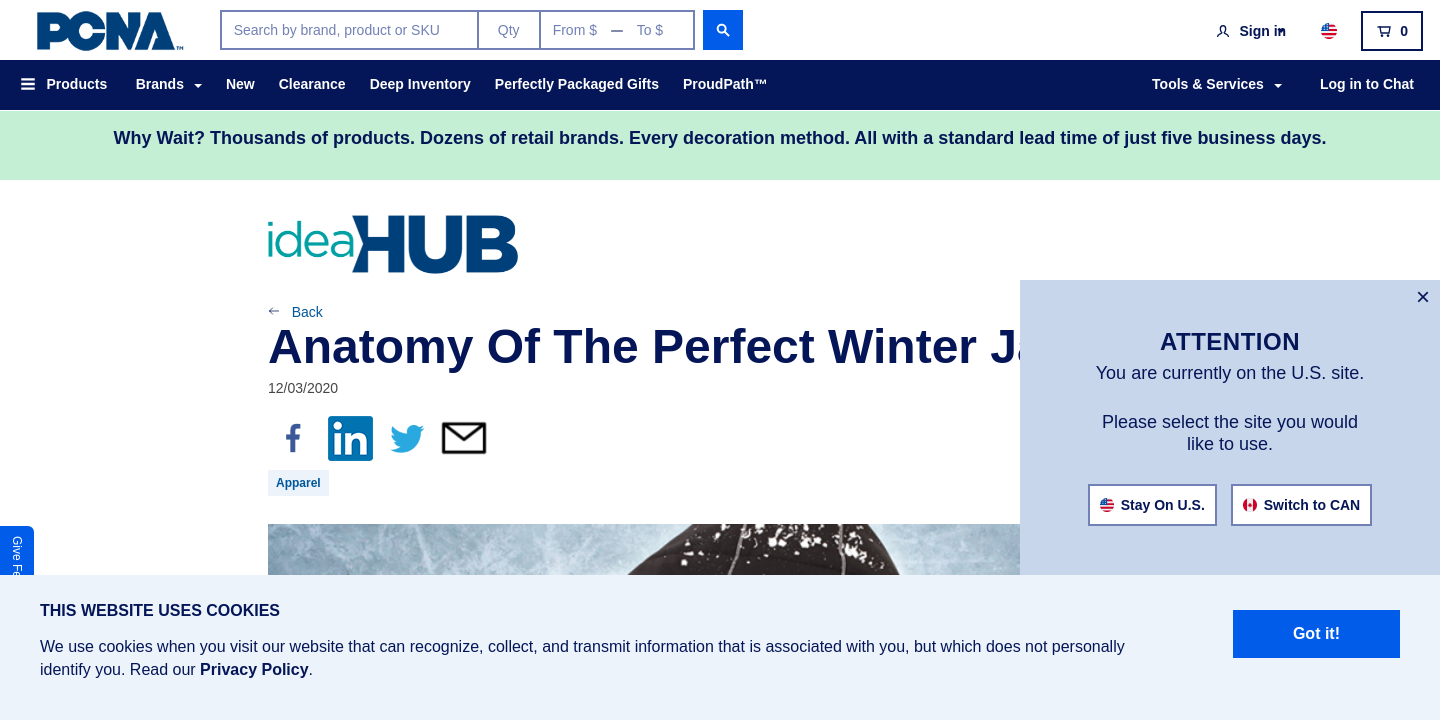 PCNA™
Search by brand, product or SKU Qty From $ — To $
Sign in 0
Products Brands New Clearance Deep Inventory Perfectly Packaged Gifts ProudPath™ Tools & Services Log in to Chat
Why Wait? Thousands of products. Dozens of retail brands. Every decoration method. All with a standard lead time of just five business days.
ideaHUB
Back
Anatomy Of The Perfect Winter
12/03/2020
f in
Apparel
×
ATTENTION
You are currently on the U.S. site.
Please select the site you would
like to use.
Stay On U.S. Switch to CAN
Give
THIS WEBSITE USES COOKIES
We use cookies when you visit our website that can recognize, collect, and transmit information that is associated with you, but which does not personally
identify you. Read our Privacy Policy.
Got it!